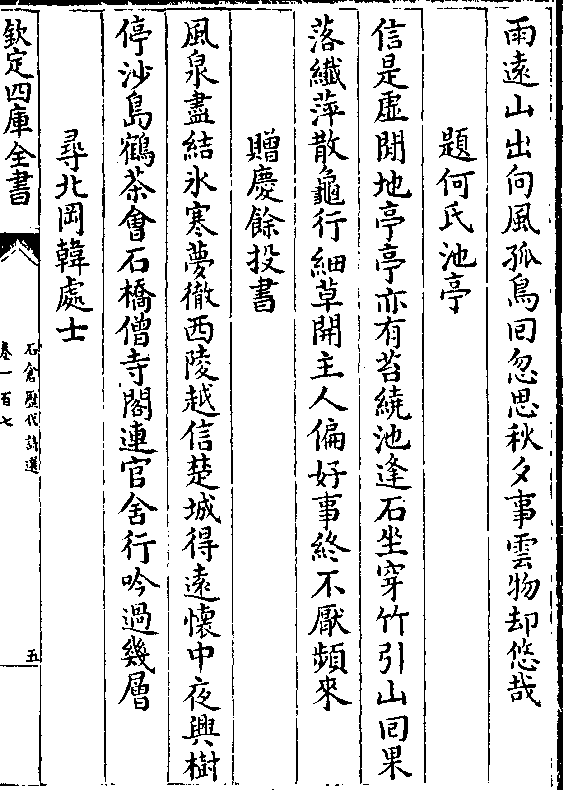 雨遠山出向風孤鳥囘忽思秋夕事雲物却悠哉
題何氏池亭
信是虛閒地亭亭亦有苔繞池逢石坐穿竹引山囘果
落纎萍散龜行細草開主人偏好事終不厭頻來
贈慶餘投書
風泉盡結氷寒夢徹西陵越信楚城得遠懷中夜興樹
停沙島鶴茶會石橋僧寺閣連官舍行吟過幾層
尋北岡韓處士
欽定四庫全書
石倉歷代詩選
卷一百七
五